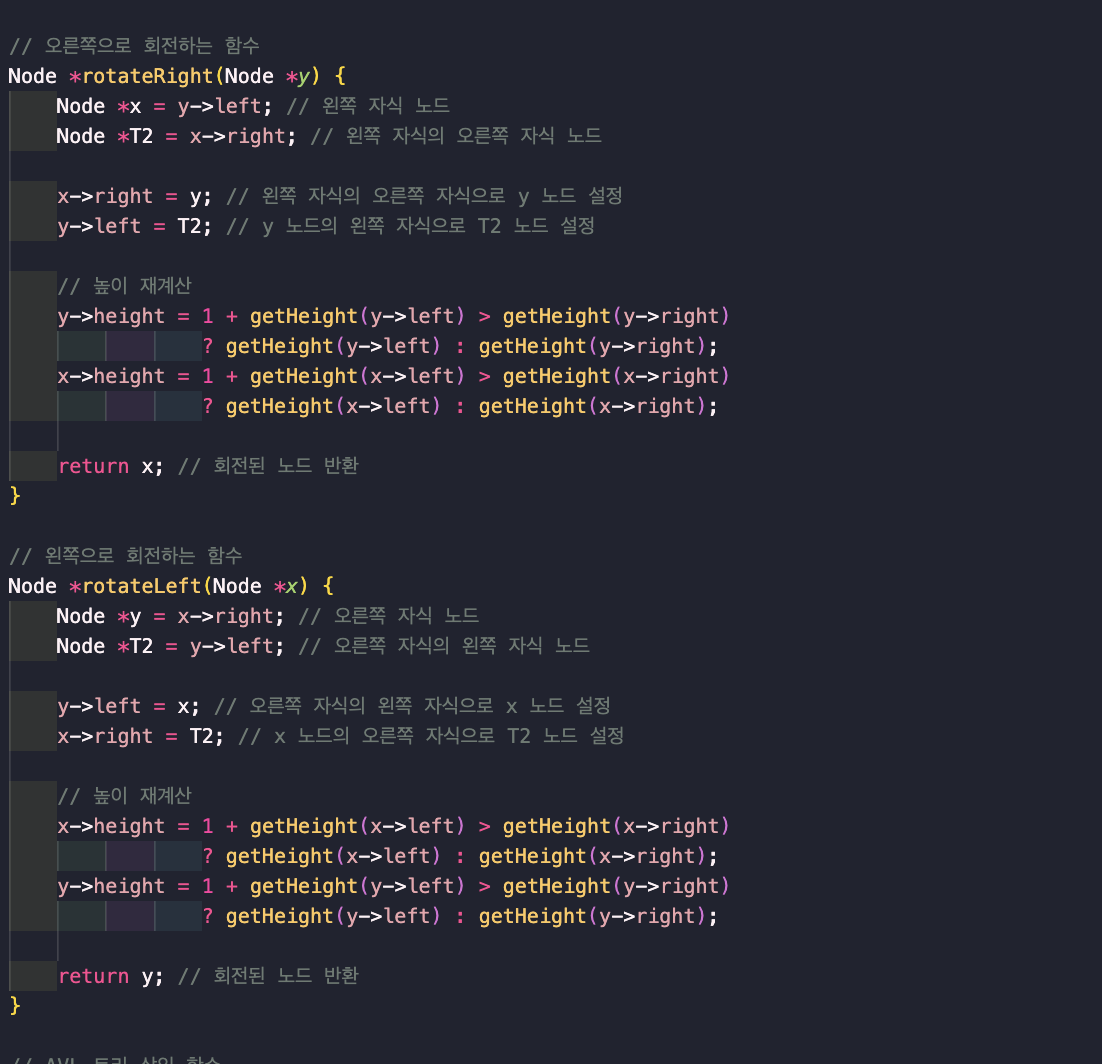 // 오른쪽으로 회전하는 함수
Node *rotateRight(Node *y) {
Node *x = y->left; // 왼쪽 자식 노드
Node *T2 = x->right; // 왼쪽 자식의 오른쪽 자식 노드
x->right = y; // 왼쪽 자식의 오른쪽 자식으로 y 노드 설정
y->left = T2; // y 노드의 왼쪽 자식으로 T2 노드 설정
// 높이 재계산
y->height = 1 + getHeight(y->left) > getHeight(y->right)
? getHeight(y->left) : getHeight(y->right);
x->height = 1 + getHeight(x->left) > getHeight(x->right)
? getHeight(x->left) : getHeight(x->right);
return x; // 회전된 노드 반환
}
// 왼쪽으로 회전하는 함수
Node *rotateLeft(Node *x) {
Node *y = x->right; // 오른쪽 자식 노드
Node *T2 = y->left; // 오른쪽 자식의 왼쪽 자식 노드
y->left = x; // 오른쪽 자식의 왼쪽 자식으로 x 노드 설정
x->right = T2; // x 노드의 오른쪽 자식으로 T2 노드 설정
// 높이 재계산
x->height = 1 + getHeight(x->left) > getHeight(x->right)
? getHeight(x->left) : getHeight(x->right);
y->height = 1 + getHeight(y->left) > getHeight(y->right)
? getHeight(y->left) : getHeight(y->right);
return y; // 회전된 노드 반환
}
// AVL 트리 삽입 함수